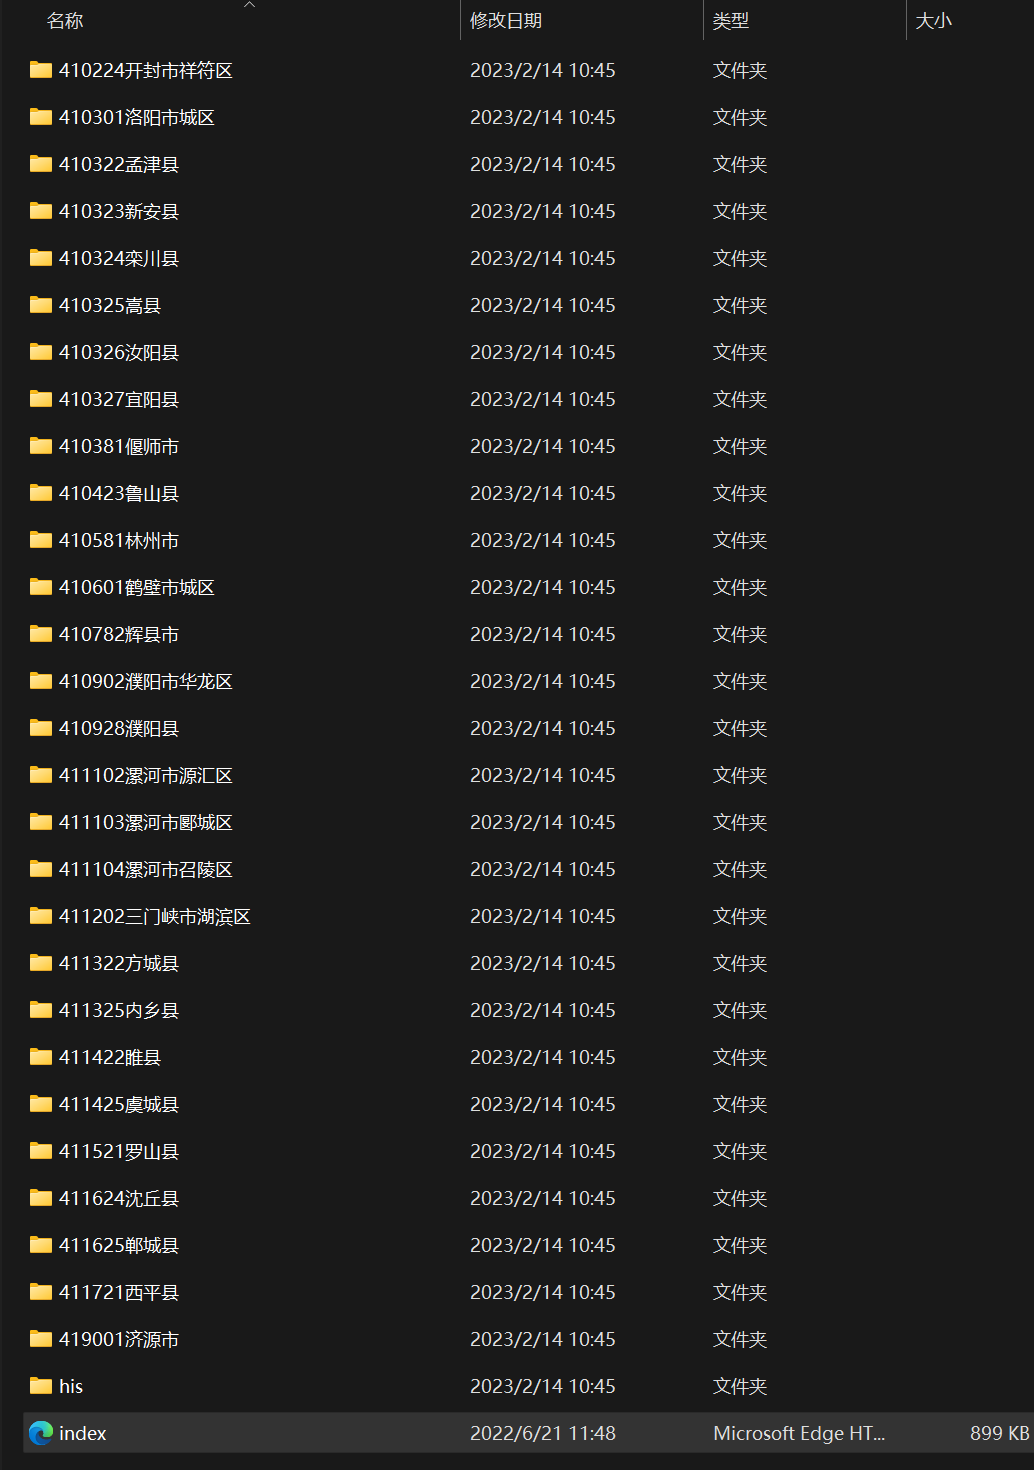 名称 修改日期 类型 大小
410224开封市祥符区 2023/2/14 10:45 文件夹
410301洛阳市城区 2023/2/14 10:45 文件夹
410322孟津县 2023/2/14 10:45 文件夹
410323新安县 2023/2/14 10:45 文件夹
410324栾川县 2023/2/14 10:45 文件夹
410325嵩县 2023/2/14 10:45 文件夹
410326汝阳县 2023/2/14 10:45 文件夹
410327宜阳县 2023/2/14 10:45 文件夹
410381偃师市 2023/2/14 10:45 文件夹
410423鲁山县 2023/2/14 10:45 文件夹
410581林州市 2023/2/14 10:45 文件夹
410601鹤壁市城区 2023/2/14 10:45 文件夹
410782辉县市 2023/2/14 10:45 文件夹
410902濮阳市华龙区 2023/2/14 10:45 文件夹
410928濮阳县 2023/2/14 10:45 文件夹
411102漯河市源汇区 2023/2/14 10:45 文件夹
411103漯河市郾城区 2023/2/14 10:45 文件夹
411104漯河市召陵区 2023/2/14 10:45 文件夹
411202三门峡市湖滨区 2023/2/14 10:45 文件夹
411322方城县 2023/2/14 10:45 文件夹
411325内乡县 2023/2/14 10:45 文件夹
411422睢县 2023/2/14 10:45 文件夹
411425虞城县 2023/2/14 10:45 文件夹
411521罗山县 2023/2/14 10:45 文件夹
411624沈丘县 2023/2/14 10:45 文件夹
411625郸城县 2023/2/14 10:45 文件夹
411721西平县 2023/2/14 10:45 文件夹
419001济源市 2023/2/14 10:45 文件夹
his 2023/2/14 10:45 文件夹
index 2022/6/21 11:48 Microsoft Edge HT... 899 KB